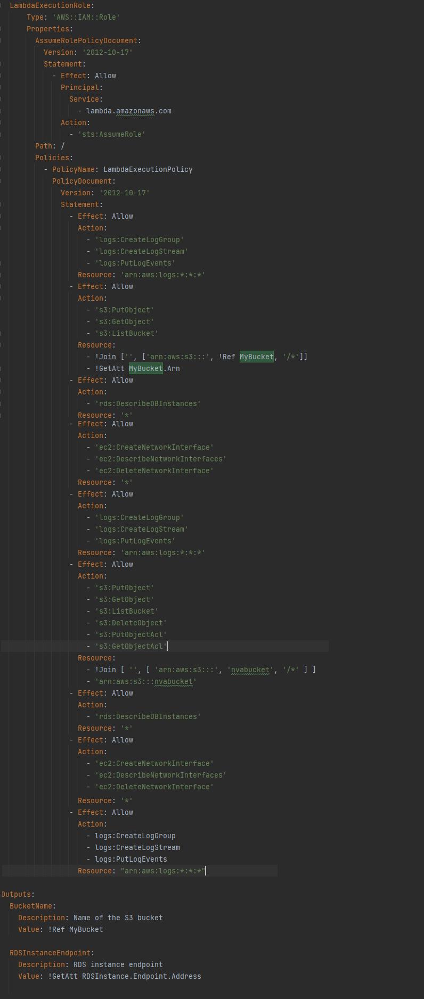 LambdaExecutionRole:
    Type: 'AWS::IAM::Role'
    Properties:
      AssumeRolePolicyDocument:
        Version: '2012-10-17'
        Statement:
          - Effect: Allow
            Principal:
              Service:
                - lambda.amazonaws.com
            Action:
              - 'sts:AssumeRole'
      Path: /
      Policies:
        - PolicyName: LambdaExecutionPolicy
          PolicyDocument:
            Version: '2012-10-17'
            Statement:
              - Effect: Allow
                Action:
                  - 'logs:CreateLogGroup'
                  - 'logs:CreateLogStream'
                  - 'logs:PutLogEvents'
                Resource: 'arn:aws:logs:*:*:*'
              - Effect: Allow
                Action:
                  - 's3:PutObject'
                  - 's3:GetObject'
                  - 's3:ListBucket'
                Resource:
                  - !Join ['', ['arn:aws:s3:::', !Ref MyBucket, '/*']]
                  - !GetAtt MyBucket.Arn
              - Effect: Allow
                Action:
                  - 'rds:DescribeDBInstances'
                Resource: '*'
              - Effect: Allow
                Action:
                  - 'ec2:CreateNetworkInterface'
                  - 'ec2:DescribeNetworkInterfaces'
                  - 'ec2:DeleteNetworkInterface'
                Resource: '*'
              - Effect: Allow
                Action:
                  - 'logs:CreateLogGroup'
                  - 'logs:CreateLogStream'
                  - 'logs:PutLogEvents'
                Resource: 'arn:aws:logs:*:*:*'
              - Effect: Allow
                Action:
                  - 's3:PutObject'
                  - 's3:GetObject'
                  - 's3:ListBucket'
                  - 's3:DeleteObject'
                  - 's3:PutObjectAcl'
                  - 's3:GetObjectAcl'
                Resource:
                  - !Join [ '', [ 'arn:aws:s3:::', 'nvabucket', '/*' ] ]
                  - 'arn:aws:s3:::nvabucket'
              - Effect: Allow
                Action:
                  - 'rds:DescribeDBInstances'
                Resource: '*'
              - Effect: Allow
                Action:
                  - 'ec2:CreateNetworkInterface'
                  - 'ec2:DescribeNetworkInterfaces'
                  - 'ec2:DeleteNetworkInterface'
                Resource: '*'
              - Effect: Allow
                Action:
                  - logs:CreateLogGroup
                  - logs:CreateLogStream
                  - logs:PutLogEvents
                Resource: "arn:aws:logs:*:*:*"
Outputs:
  BucketName:
    Description: Name of the S3 bucket
    Value: !Ref MyBucket
  RDSInstanceEndpoint:
    Description: RDS instance endpoint
    Value: !GetAtt RDSInstance.Endpoint.Address